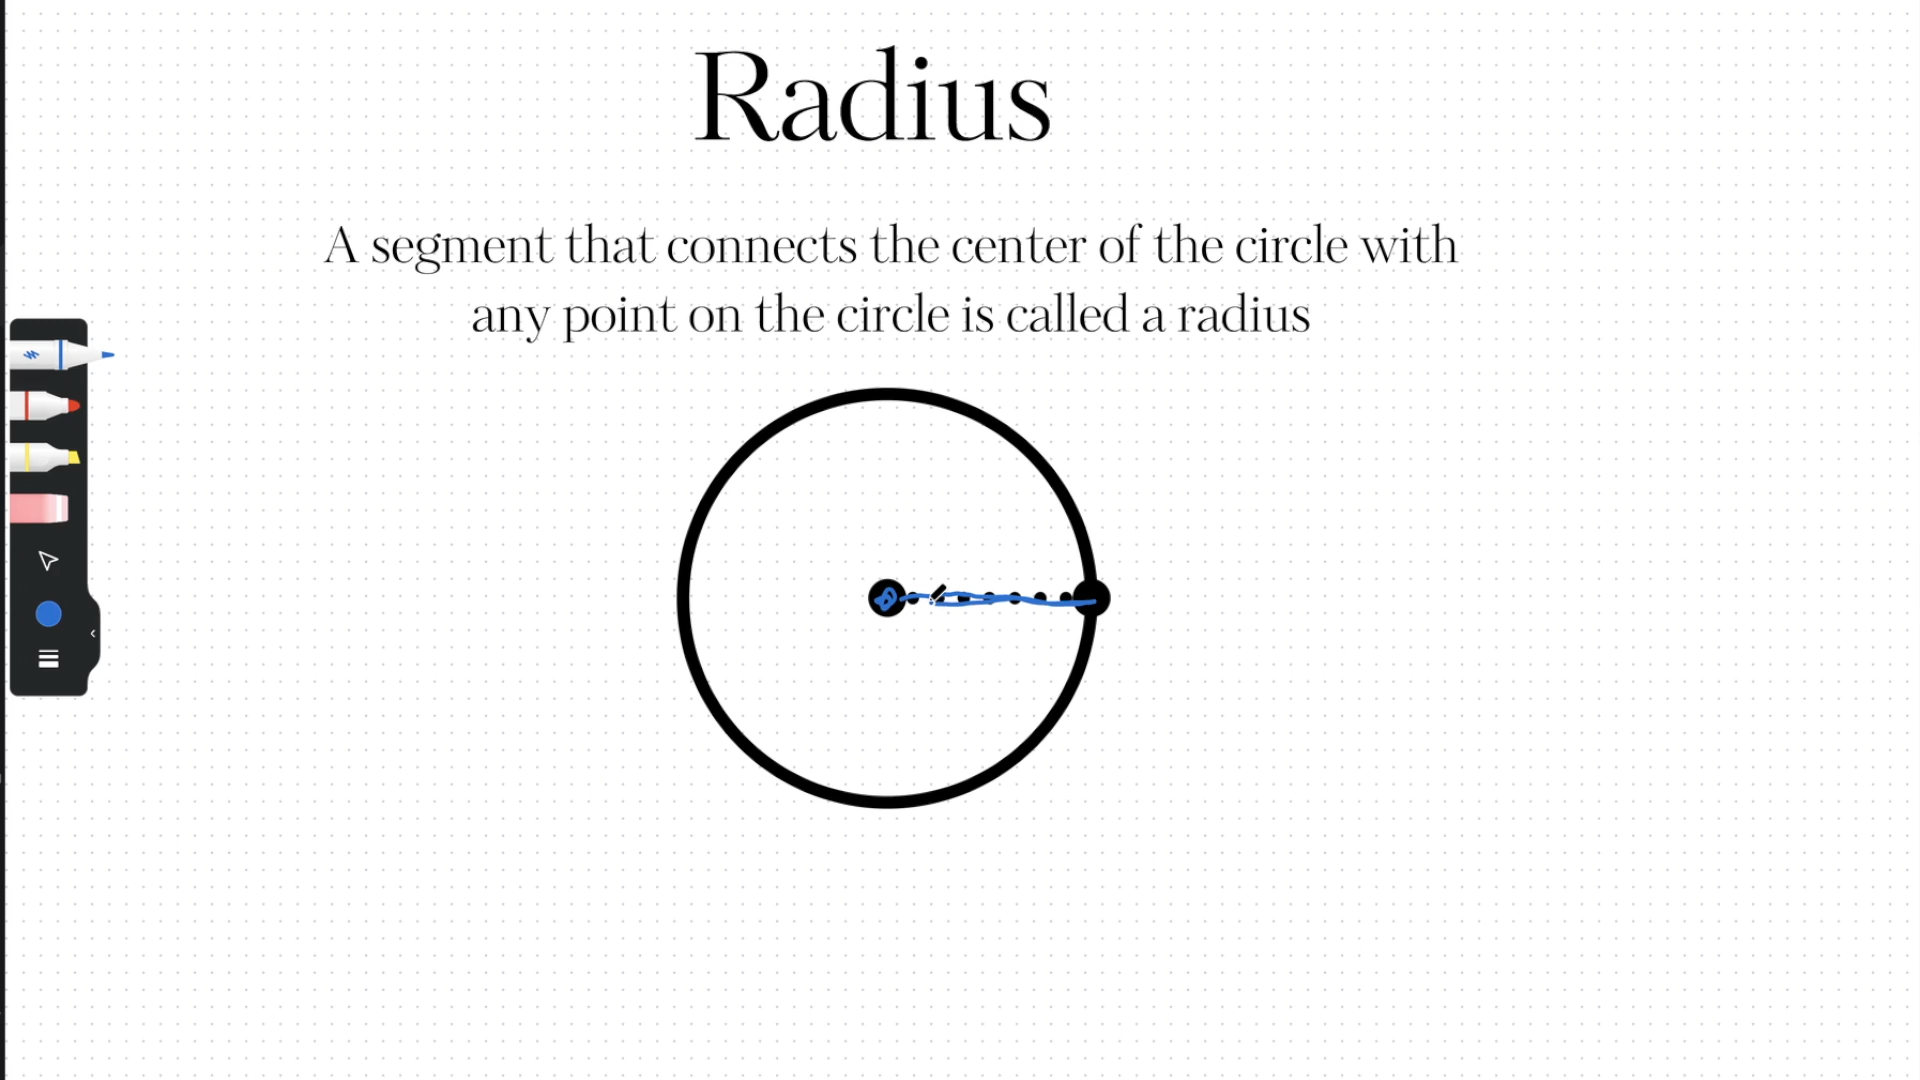 Radius
A segment that connects the center of the circle with
any point on the circle is called a radius